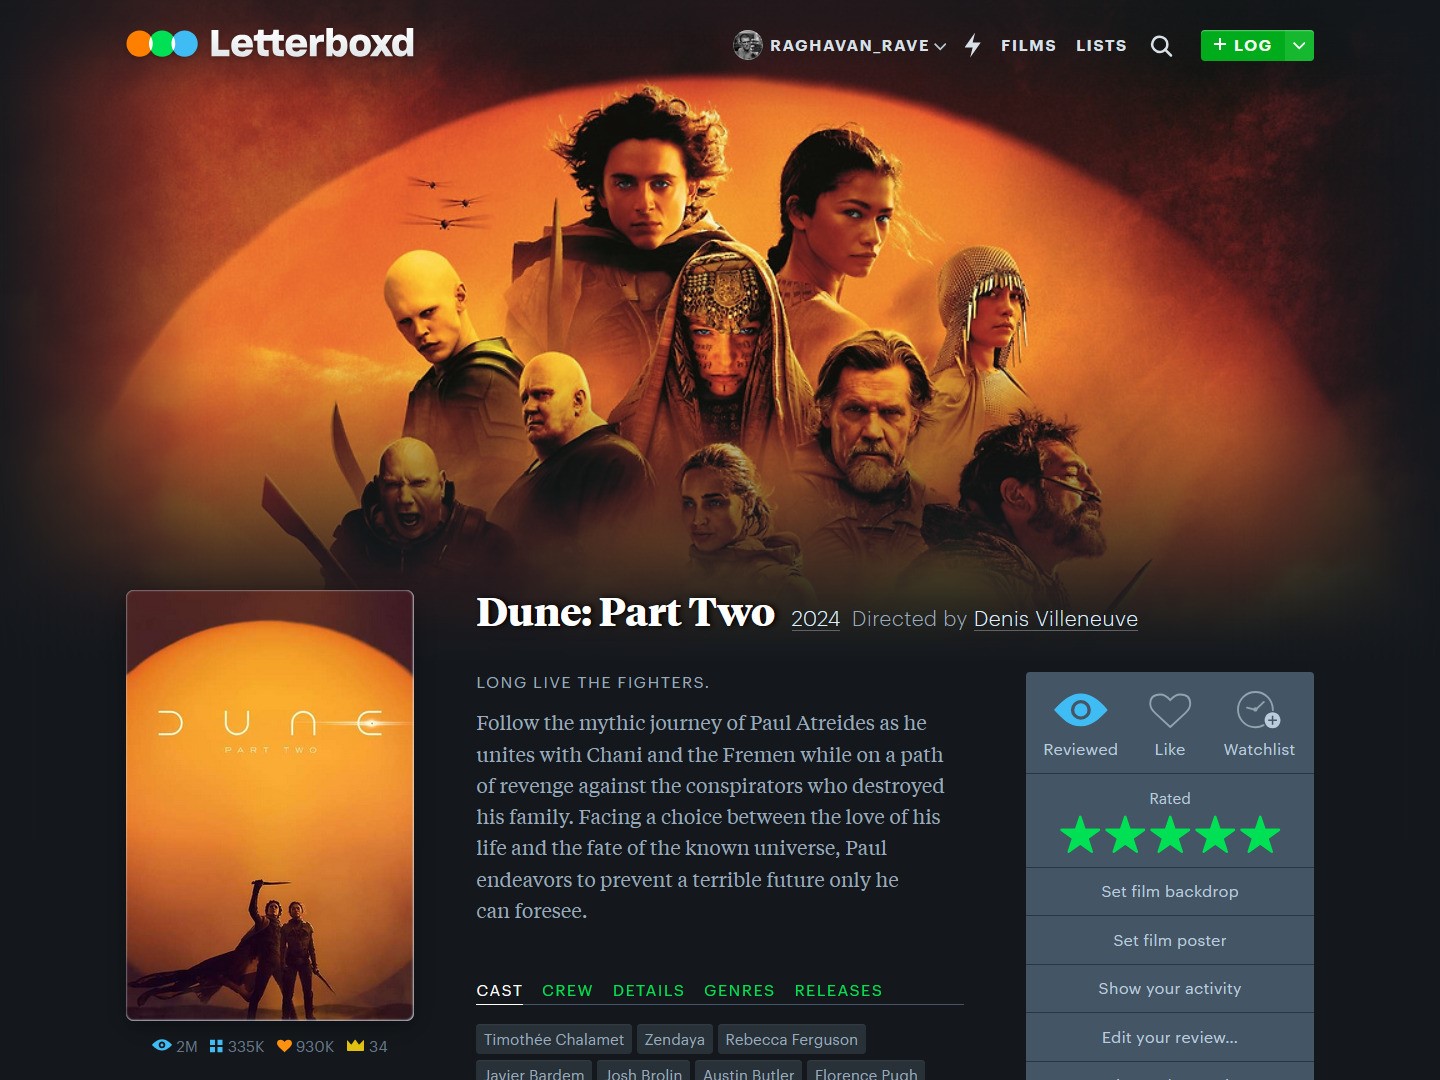 Letterboxd
RAGHAVAN_RAVE
FILMS
LISTS
+ LOG
Dune: Part Two 2024 Directed by Denis Villeneuve
DUNE
PART TWO
LONG LIVE THE FIGHTERS.
Follow the mythic journey of Paul Atreides as he
unites with Chani and the Fremen while on a path
of revenge against the conspirators who destroyed
his family. Facing a choice between the love of his
life and the fate of the known universe, Paul
endeavors to prevent a terrible future only he
can foresee.
Reviewed
Like
Watchlist
Rated
Set film backdrop
Set film poster
Show your activity
Edit your review...
CAST CREW DETAILS GENRES RELEASES
Timothée Chalamet Zendaya Rebecca Ferguson
Javier Bardem Josh Brolin Austin Butler Florence Pugh
2M 335K 930K 34